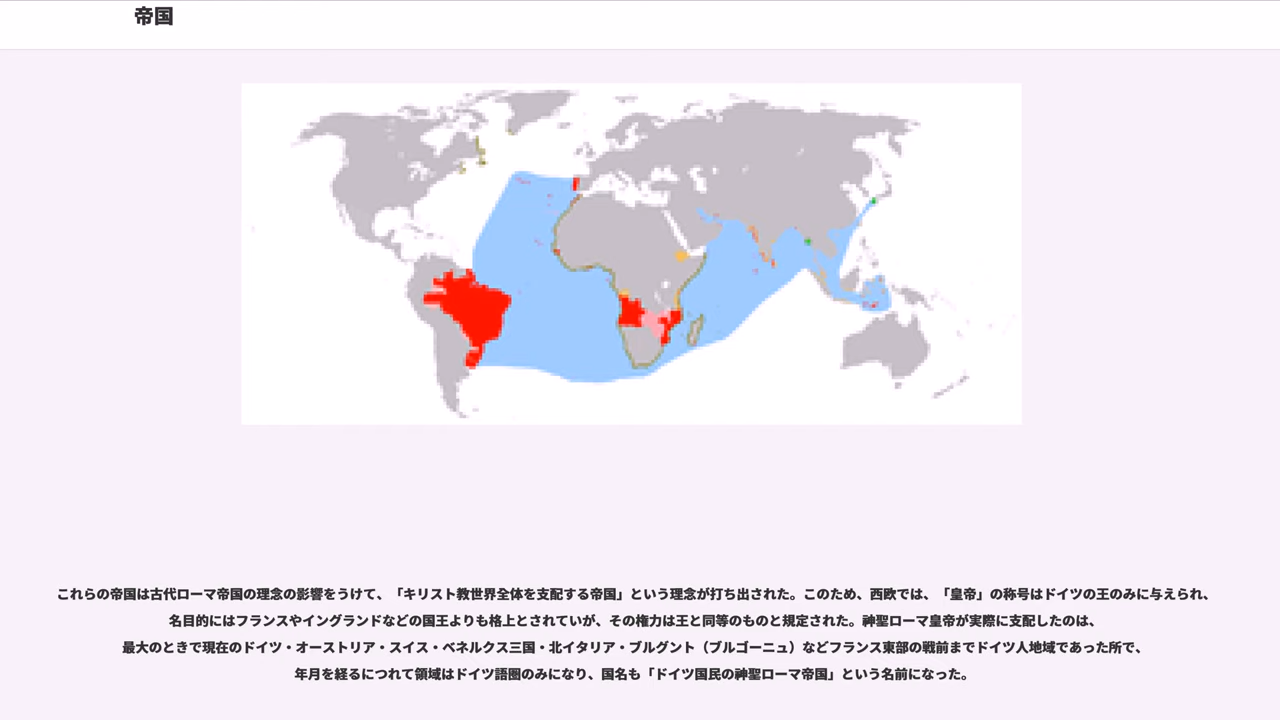 帝国
これらの帝国は古代ローマ帝国の理念の影響をうけて、「キリスト教世界全体を支配する帝国」という理念が打ち出された。このため、西欧では、「皇帝」の称号はドイツの王のみに与えられ、
名目的にはフランスやイングランドなどの国王よりも格上とされていが、その権力は王と同等のものと規定された。神聖ローマ皇帝が実際に支配したのは、
最大のときで現在のドイツ・オーストリア・スイス・ベネルクス三国・北イタリア・ブルグント（ブルゴーニュ）などフランス東部の戦前までドイツ人地域であった所で、
年月を経るにつれて領域はドイツ語圏のみになり、国名も「ドイツ国民の神聖ローマ帝国」という名前になった。